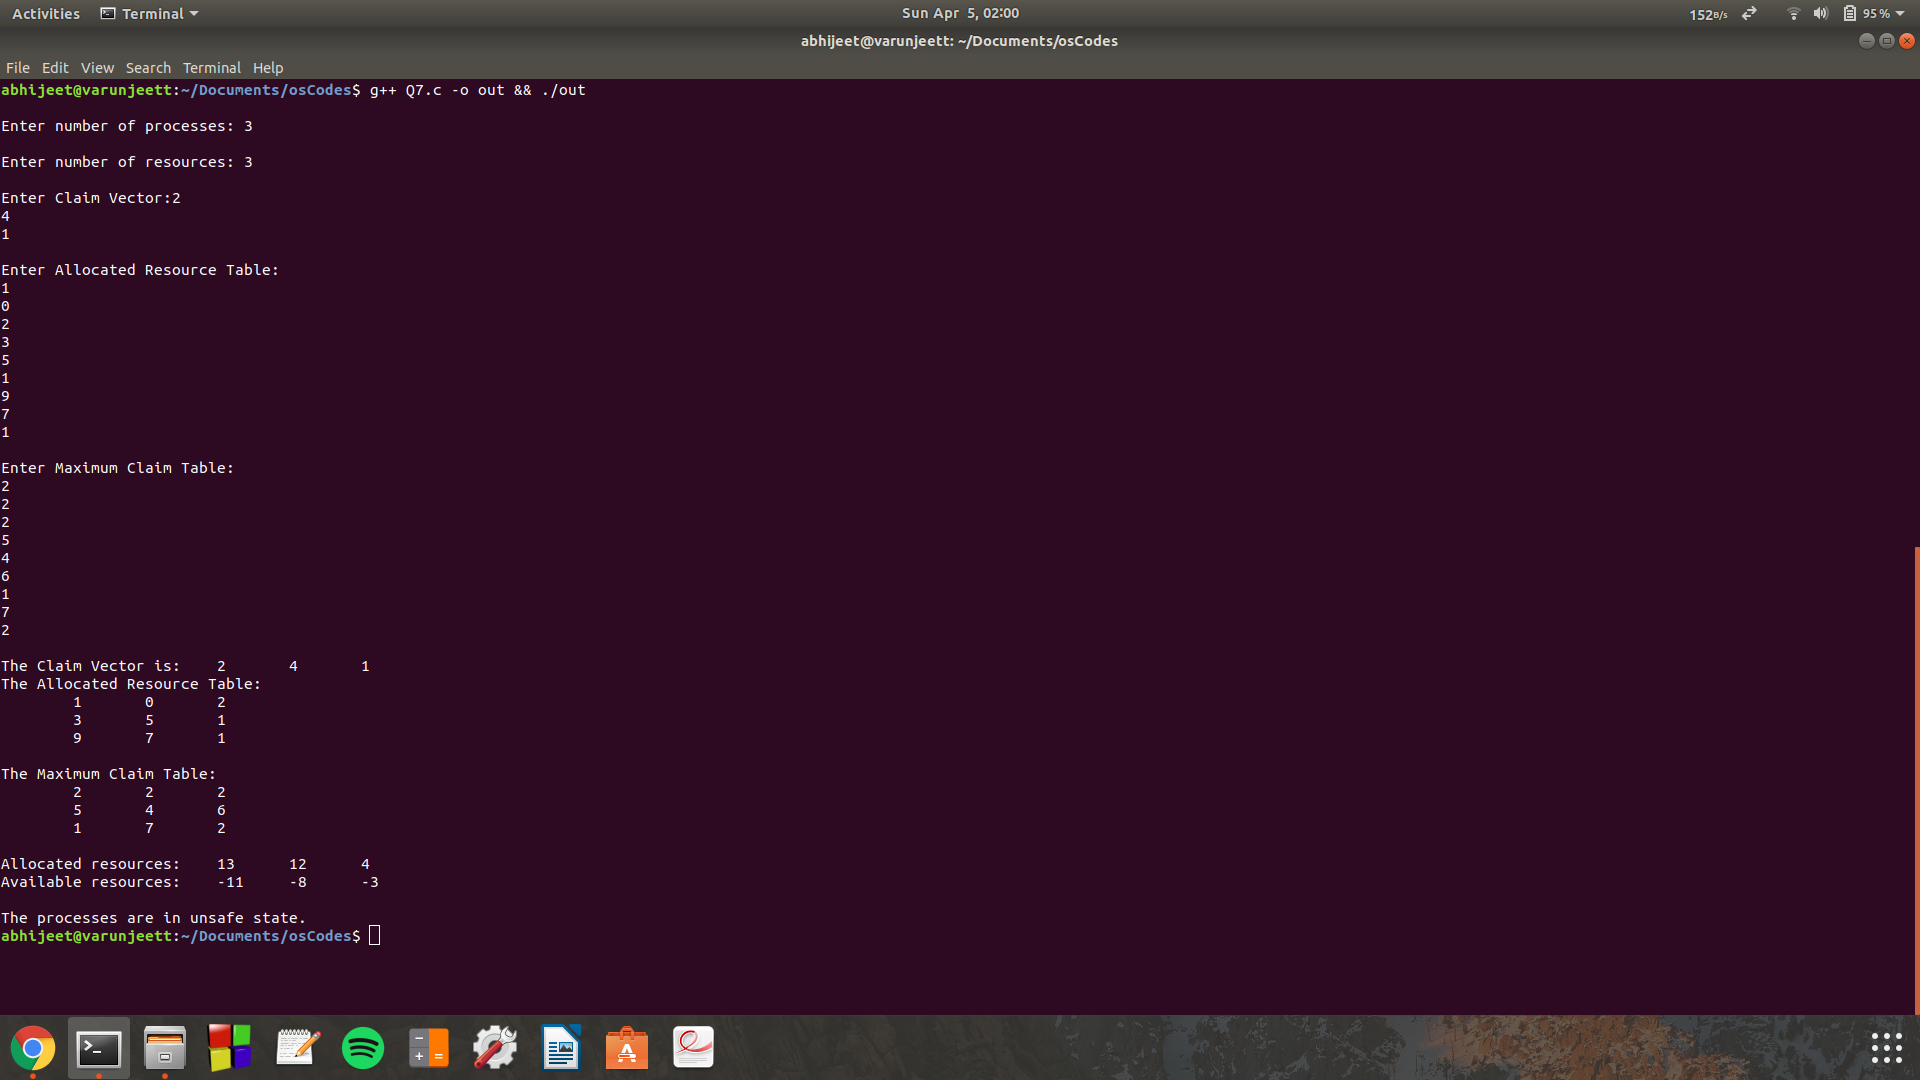 Activities Terminal Sun Apr 5, 02:00 152B/s 95%
abhijeet@varunjeett: ~/Documents/osCodes
File Edit View Search Terminal Help
abhijeet@varunjeett:~/Documents/osCodes$ g++ Q7.c -o out && ./out
Enter number of processes: 3
Enter number of resources: 3
Enter Claim Vector:2
4
1
Enter Allocated Resource Table:
1
0
2
3
5
1
9
7
1
Enter Maximum Claim Table:
2
2
2
5
4
6
1
7
2
The Claim Vector is: 2 4 1
The Allocated Resource Table:
1 0 2
3 5 1
9 7 1
The Maximum Claim Table:
2 2 2
5 4 6
1 7 2
Allocated resources: 13 12 4
Available resources: -11 -8 -3
The processes are in unsafe state.
abhijeet@varunjeett:~/Documents/osCodes$